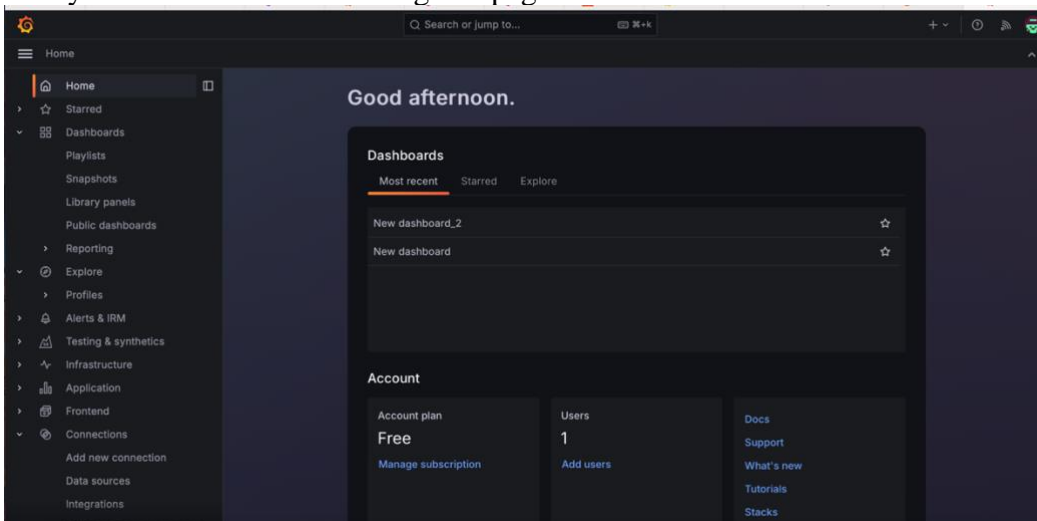 Search or jump to...
⌘+k
Home
Home
Starred
Dashboards
Playlists
Snapshots
Library panels
Public dashboards
Reporting
Explore
Profiles
Alerts & IRM
Testing & synthetics
Infrastructure
Application
Frontend
Connections
Add new connection
Data sources
Integrations
Good afternoon.
Dashboards
Most recent Starred Explore
New dashboard_2
New dashboard
Account
Account plan
Free
Manage subscription
Users
1
Add users
Docs
Support
What's new
Tutorials
Stacks